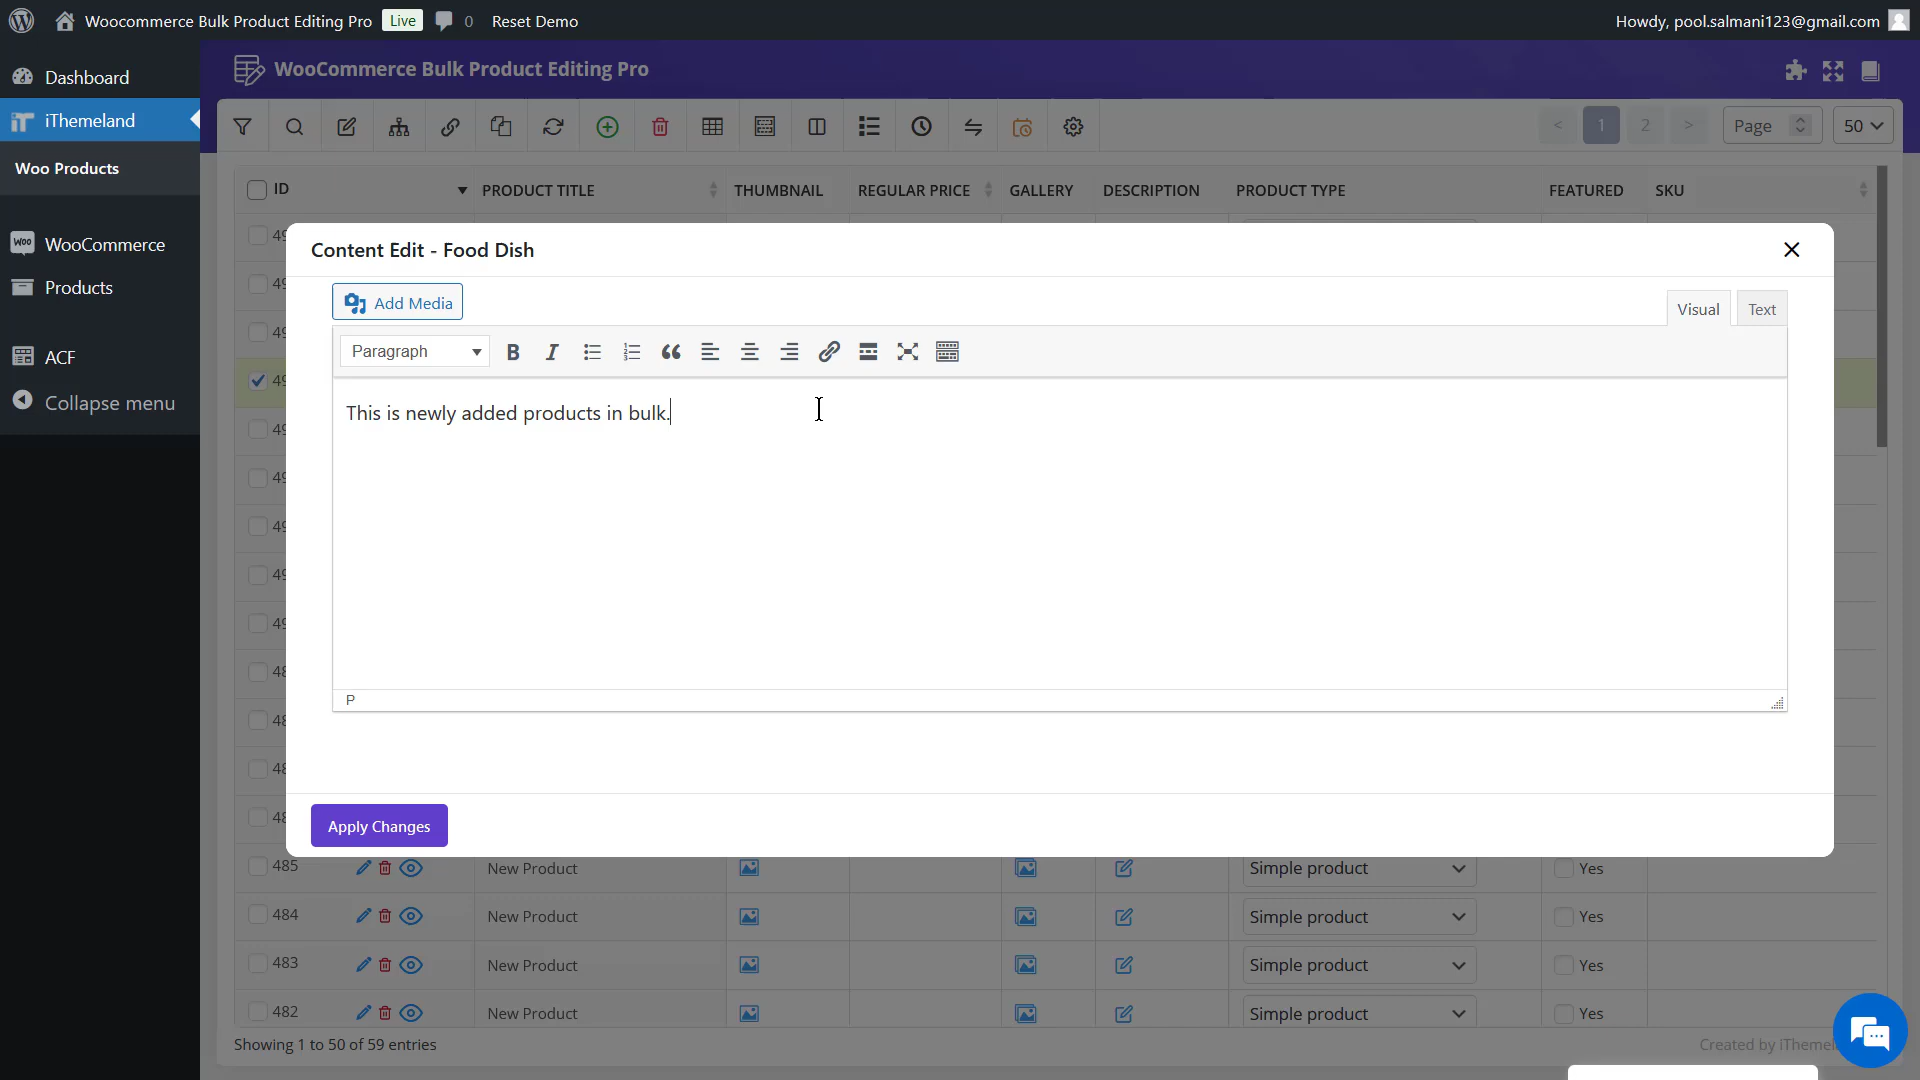 Woocommerce Bulk Product Editing Pro Live 0 Reset Demo Howdy, pool.salmani123@gmail.com
Dashboard
iThemeland
Woo Products
WooCommerce
Products
ACF
Collapse menu
WooCommerce Bulk Product Editing Pro
< 1 2 > Page 50
ID PRODUCT TITLE THUMBNAIL REGULAR PRICE GALLERY DESCRIPTION PRODUCT TYPE FEATURED SKU
Content Edit - Food Dish
Add Media
Visual Text
Paragraph
This is newly added products in bulk.
P
Apply Changes
485 New Product Simple product Yes
484 New Product Simple product Yes
483 New Product Simple product Yes
482 New Product Simple product Yes
Showing 1 to 50 of 59 entries
Created by